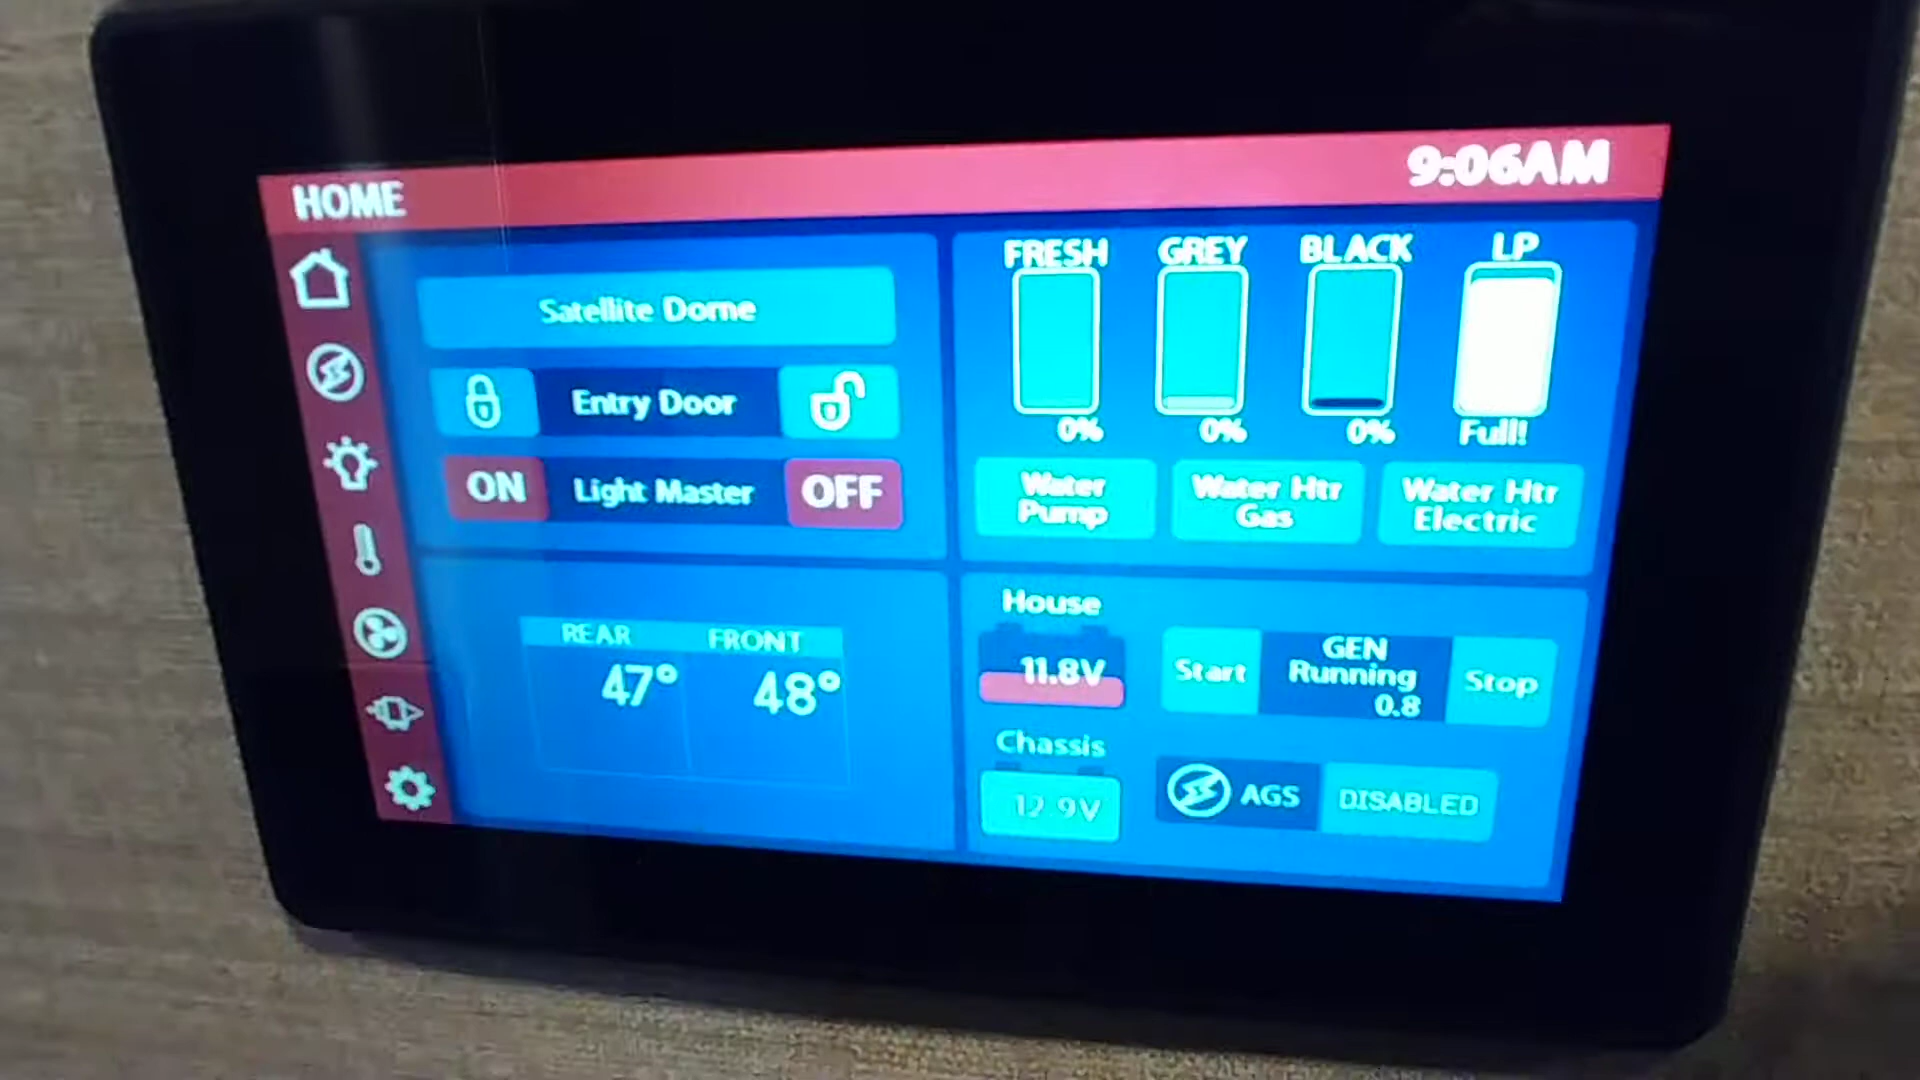 HOME
9:06AM
Satellite Dome
Entry Door
ON Light Master OFF
FRESH GREY BLACK LP
0% 0% 0% Full!
Water
Pump
Water Htr
Gas
Water Htr
Electric
REAR FRONT
47° 48°
House
11.8V
Start
GEN
Running
0.8
Stop
Chassis
12.9V
AGS DISABLED